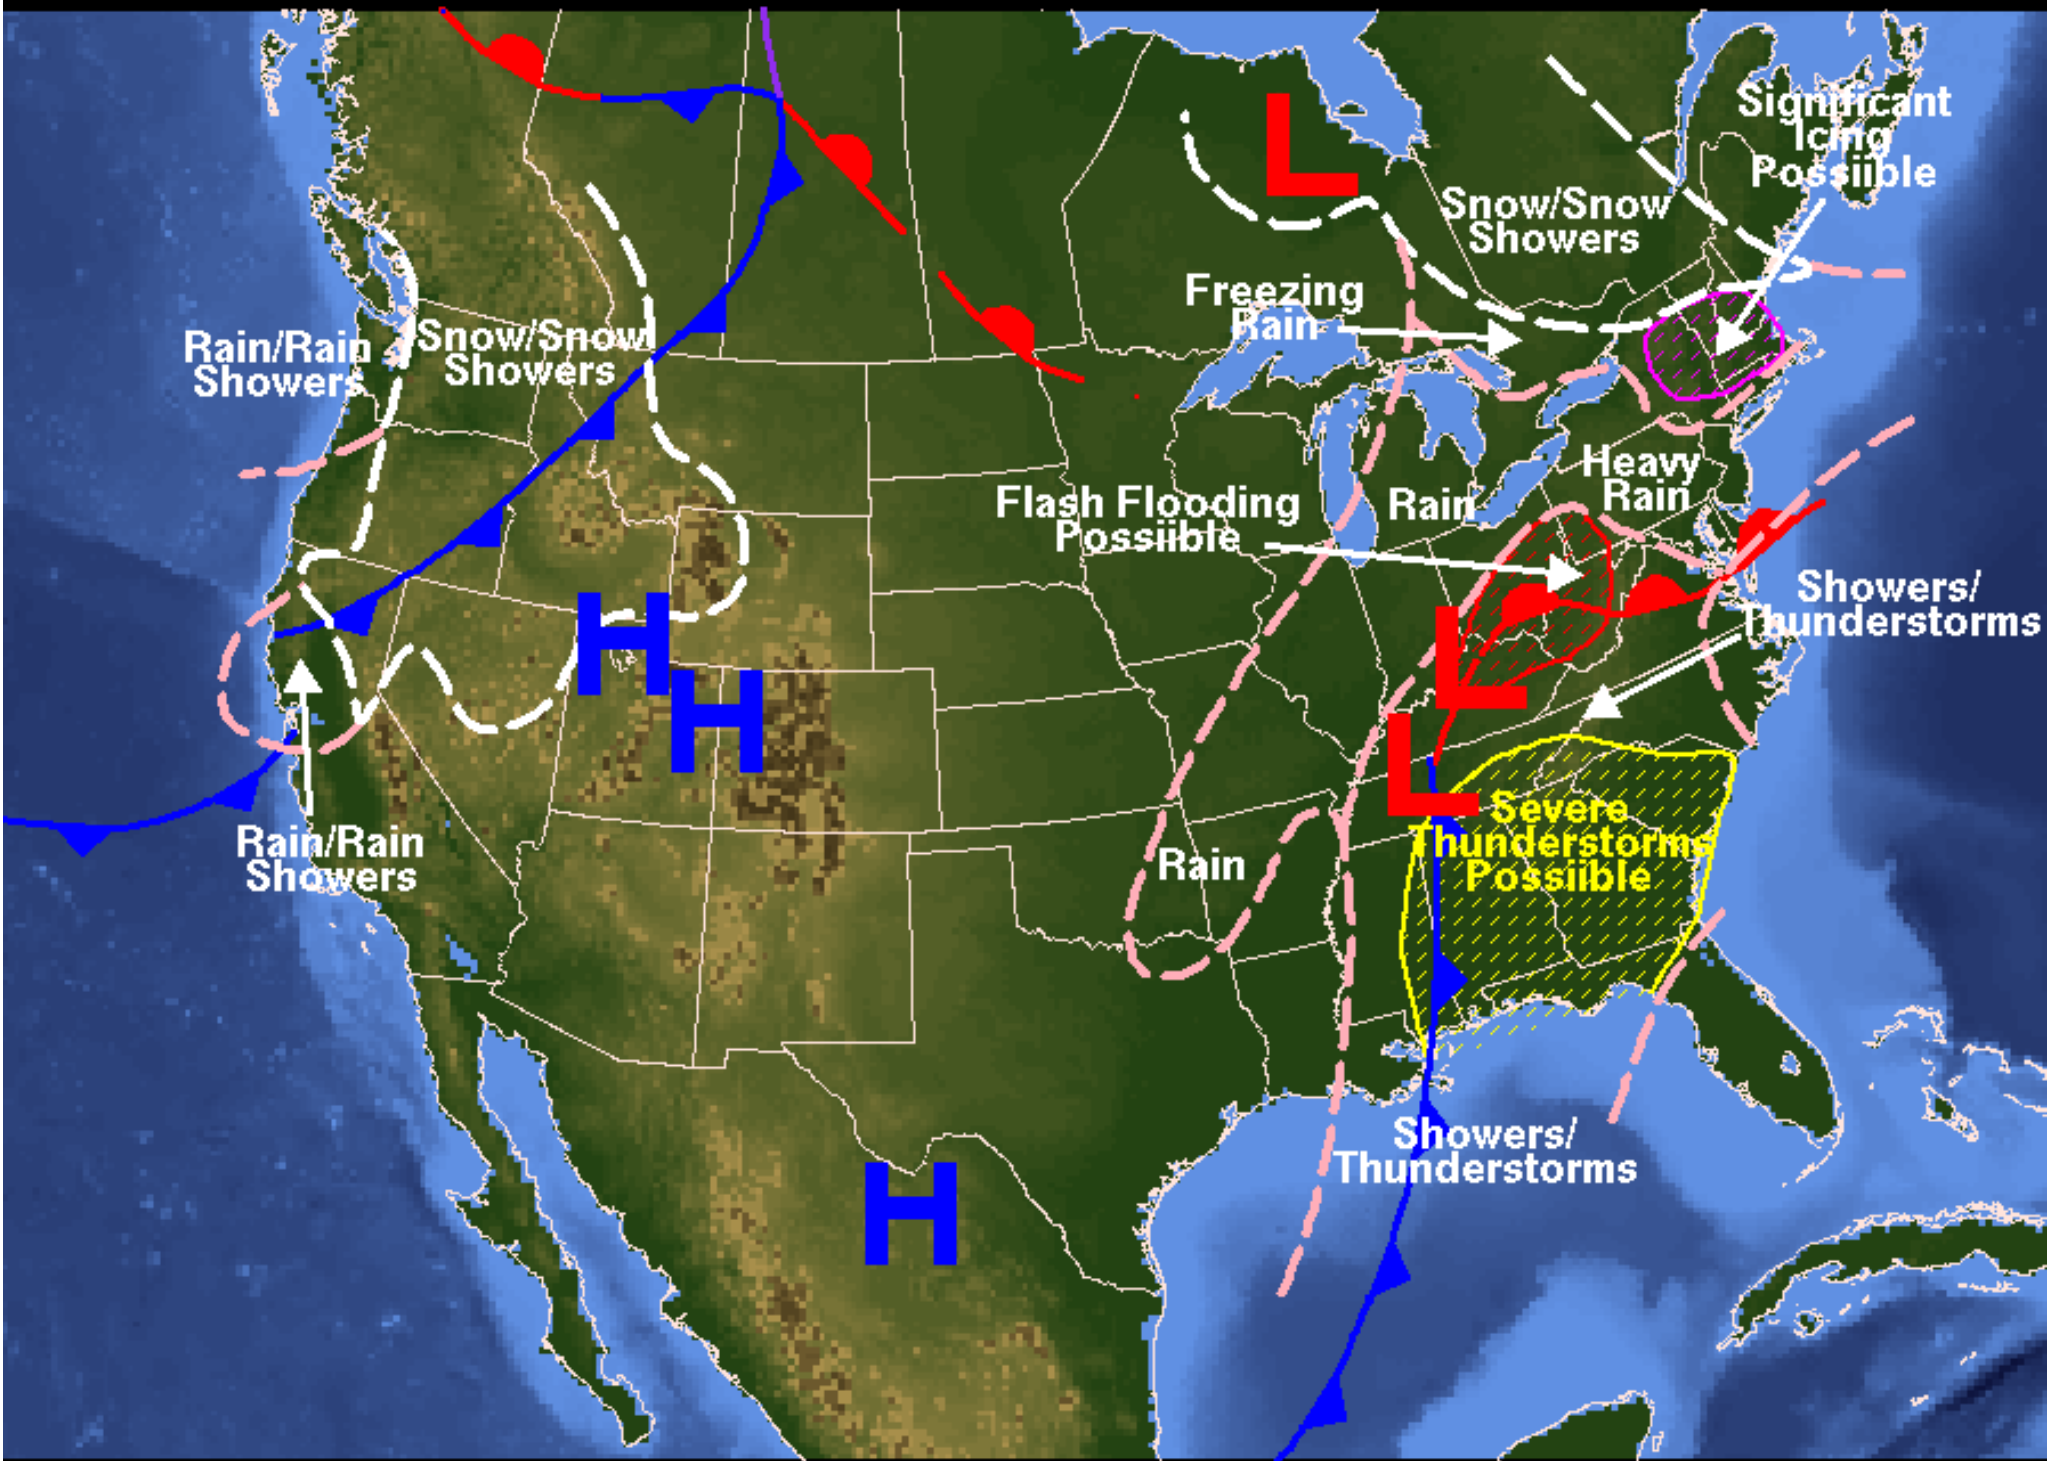 Significant
Icing
Possiible
Snow/Snow
Showers
Freezing
Rain
Rain/Rain
Showers
Snow/Snow
Showers
Heavy
Rain
Rain
Flash Flooding
Possiible
Showers/
Thunderstorms
Severe
Thunderstorms
Possiible
Rain
Rain/Rain
Showers
Showers/
Thunderstorms
L
H
H
L
L
H